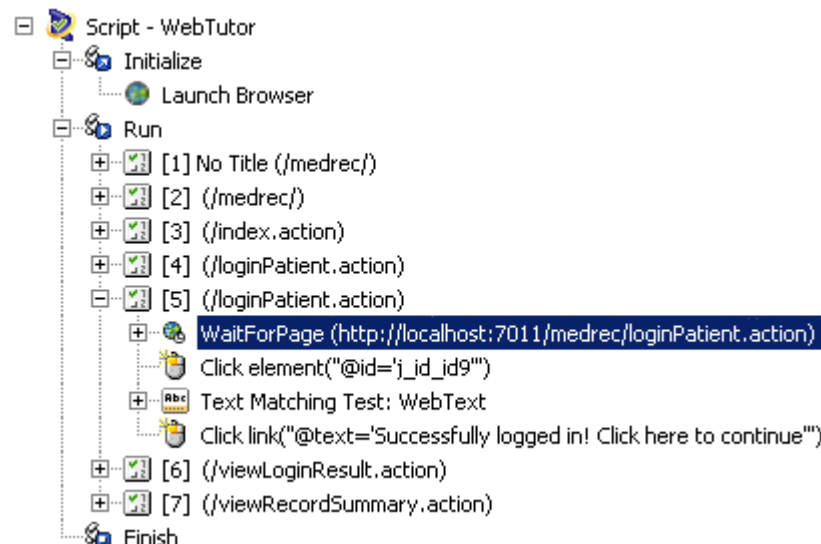 Script - WebTutor
Initialize
Launch Browser
Run
[1] No Title (/medrec/)
[2] (/medrec/)
[3] (/index.action)
[4] (/loginPatient.action)
[5] (/loginPatient.action)
WaitForPage (http://localhost:7011/medrec/loginPatient.action)
Click element("@id='j_id_id9'")
Abc Text Matching Test: WebText
Click link("@text='Successfully logged in! Click here to continue'")
[6] (/viewLoginResult.action)
[7] (/viewRecordSummary.action)
Finish